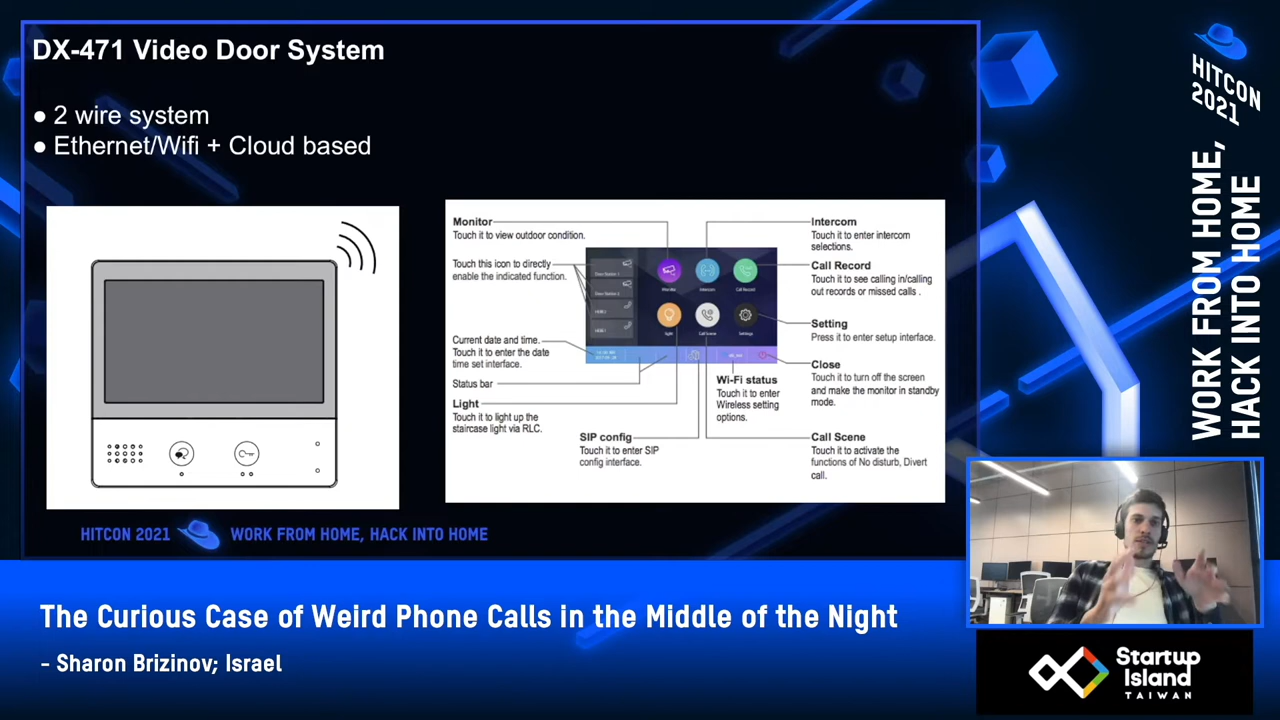 DX-471 Video Door System
● 2 wire system
● Ethernet/Wifi + Cloud based
Monitor
Touch it to view outdoor condition.
Touch this icon to directly
enable the indicated function.
Current date and time.
Touch it to enter the date
time set interface.
Status bar
Light
Touch it to light up the
staircase light via RLC.
SIP config
Touch it to enter SIP
config interface.
Monitor
Intercom
Call Record
light
Call Scene
Settings
Wi-Fi status
Touch it to enter
Wireless setting
options.
Intercom
Touch it to enter intercom
selections.
Call Record
Touch it to see calling in/calling
out records or missed calls .
Setting
Press it to enter setup interface.
Close
Touch it to turn off the screen
and make the monitor in standby
mode.
Call Scene
Touch it to activate the
functions of No disturb, Divert
call.
HITCON 2021
WORK FROM HOME, HACK INTO HOME
HITCON
2021
WORK FROM HOME,
HACK INTO HOME
The Curious Case of Weird Phone Calls in the Middle of the Night
– Sharon Brizinov; Israel
Startup
Island
TAIWAN